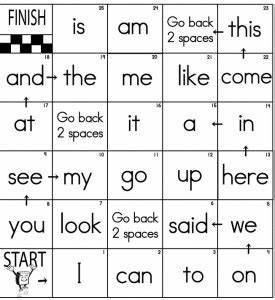 FINISH
is
am
Go back
2 spaces
this
and
the
me
like
come
at
Go back
2 spaces
it
a
in
see
my
go
up
here
you
look
Go back
2 spaces
said
we
START
I
can
to
on